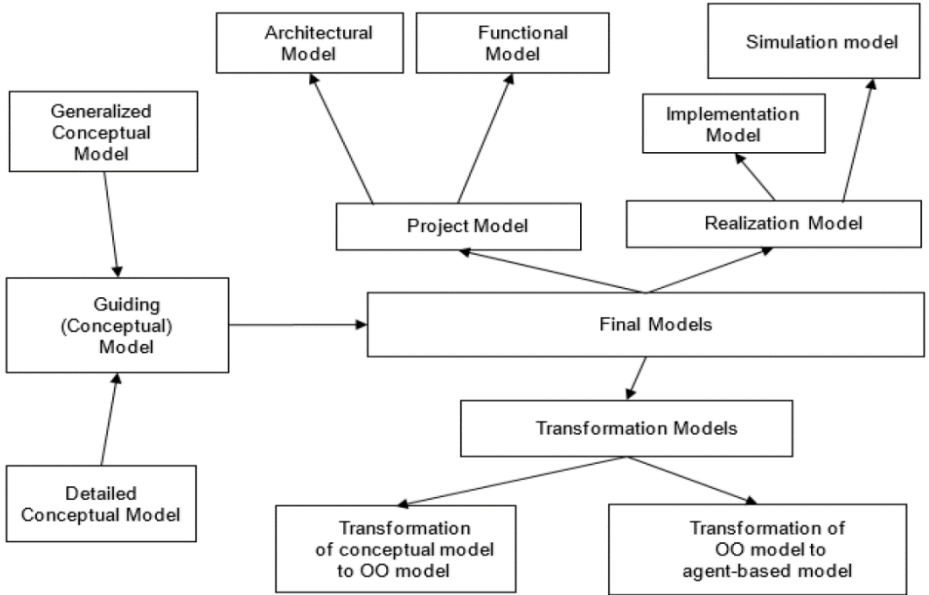 Architectural
Model
Functional
Model
Simulation model
Generalized
Conceptual
Model
Implementation
Model
Project Model
Realization Model
Guiding
(Conceptual)
Model
Final Models
Transformation Models
Detailed
Conceptual Model
Transformation
of conceptual model
to OO model
Transformation of
OO model to
agent-based model